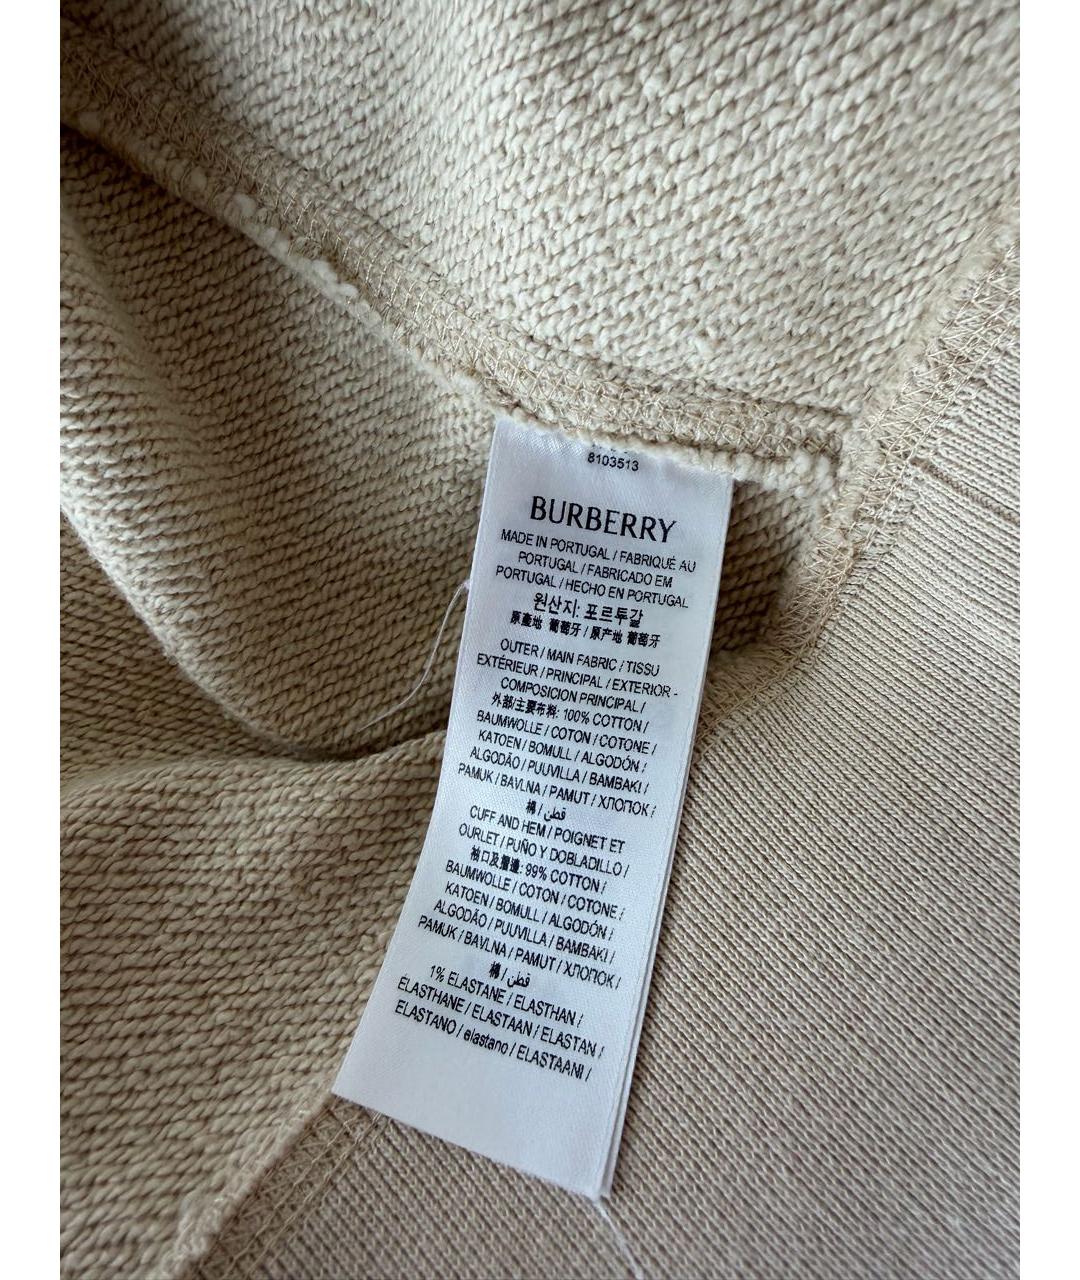 8103513
BURBERRY
MADE IN PORTUGAL / FABRIQUÉ AU
PORTUGAL / FABRICADO EM
PORTUGAL / HECHO EN PORTUGAL
원산지: 포르투갈
原產地 葡萄牙 / 原产地 葡萄牙
OUTER / MAIN FABRIC / TISSU
EXTÉRIEUR / PRINCIPAL / EXTERIOR -
COMPOSICION PRINCIPAL /
外部/主要布料: 100% COTTON /
BAUMWOLLE / COTON / COTONE /
KATOEN / BOMULL / ALGODÓN /
ALGODÃO / PUUVILLA / BAMBAKI /
PAMUK / BAVLNA / PAMUT / ХЛОПОК /
棉 / قطن
CUFF AND HEM / POIGNET ET
OURLET / PUÑO Y DOBLADILLO /
袖口及摺邊: 99% COTTON /
BAUMWOLLE / COTON / COTONE /
KATOEN / BOMULL / ALGODÓN /
ALGODÃO / PUUVILLA / BAMBAKI /
PAMUK / BAVLNA / PAMUT / ХЛОПОК /
棉 / قطن
1% ELASTANE / ELASTHAN /
ÉLASTHANE / ELASTAAN / ELASTAN /
ELASTANO / elastano / ELASTAANI /